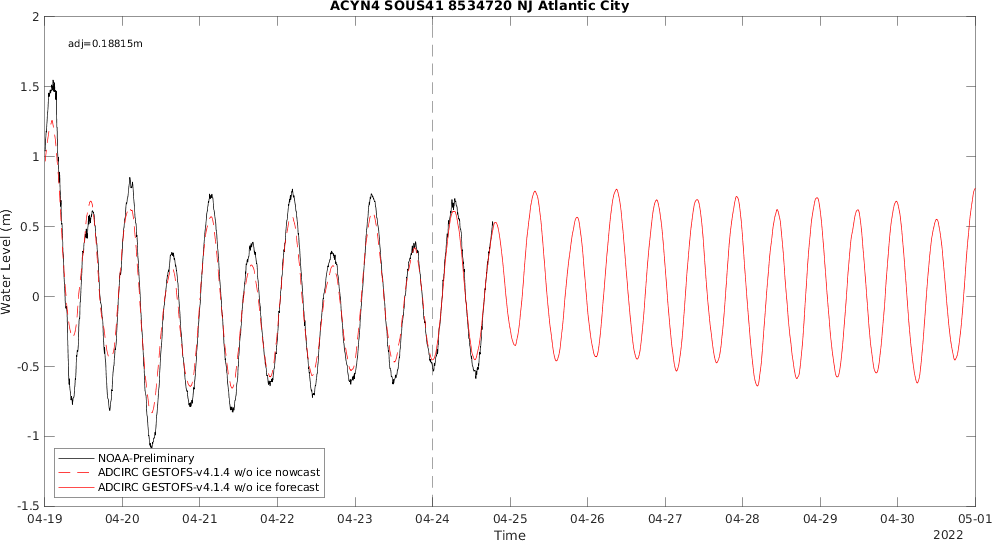 ACYN4 SOUS41 8534720 NJ Atlantic City
adj=0.18815m
2
1.5
1
0.5
0
-0.5
-1
-1.5
Water Level (m)
NOAA-Preliminary
ADCIRC GESTOFS-v4.1.4 w/o ice nowcast
ADCIRC GESTOFS-v4.1.4 w/o ice forecast
04-19 04-20 04-21 04-22 04-23 04-24 04-25 04-26 04-27 04-28 04-29 04-30 05-01
Time
2022